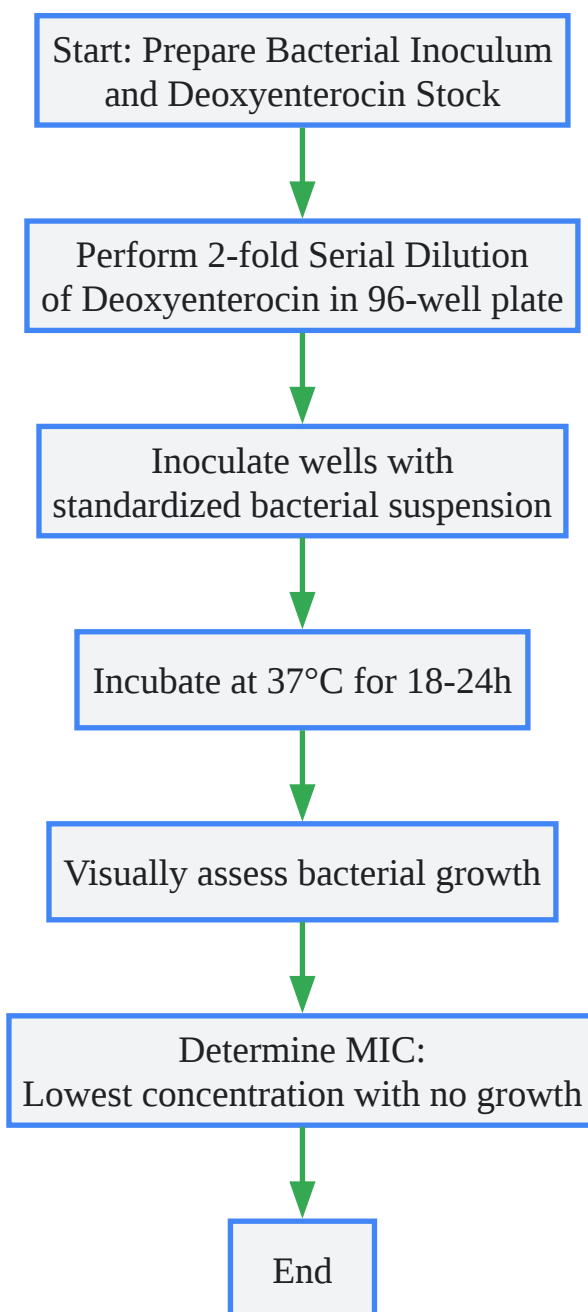 Start: Prepare Bacterial Inoculum
and Deoxyenterocin Stock
Perform 2-fold Serial Dilution
of Deoxyenterocin in 96-well plate
Inoculate wells with
standardized bacterial suspension
Incubate at 37°C for 18-24h
Visually assess bacterial growth
Determine MIC:
Lowest concentration with no growth
End